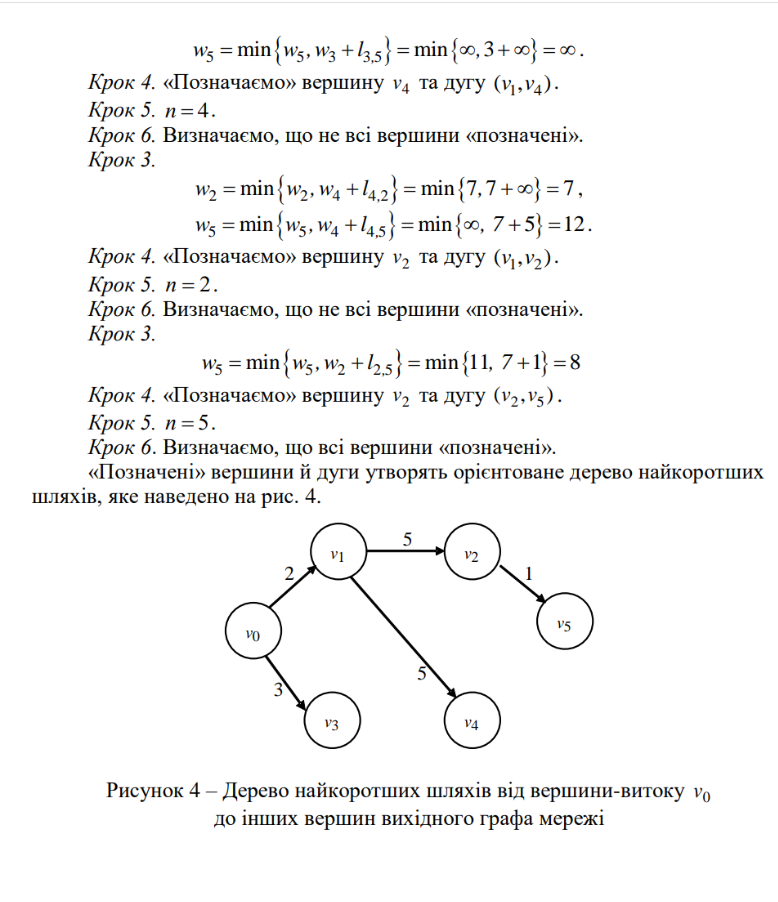 w₅ = min{w₅, w₃ + l₃,₅} = min{∞, 3 + ∞} = ∞.
Крок 4. «Позначаємо» вершину v₄ та дугу (v₁,v₄).
Крок 5. n = 4.
Крок 6. Визначаємо, що не всі вершини «позначені».
Крок 3.
w₂ = min{w₂, w₄ + l₄,₂} = min{7, 7 + ∞} = 7,
w₅ = min{w₅, w₄ + l₄,₅} = min{∞, 7 + 5} = 12.
Крок 4. «Позначаємо» вершину v₂ та дугу (v₁,v₂).
Крок 5. n = 2.
Крок 6. Визначаємо, що не всі вершини «позначені».
Крок 3.
w₅ = min{w₅, w₂ + l₂,₅} = min{11, 7 + 1} = 8
Крок 4. «Позначаємо» вершину v₂ та дугу (v₂,v₅).
Крок 5. n = 5.
Крок 6. Визначаємо, що всі вершини «позначені».
«Позначені» вершини й дуги утворять орієнтоване дерево найкоротших
шляхів, яке наведено на рис. 4.
v₁ 5 v₂
2 1
v₀ v₅
3 5
v₃ v₄
Рисунок 4 – Дерево найкоротших шляхів від вершини-витоку v₀
до інших вершин вихідного графа мережі